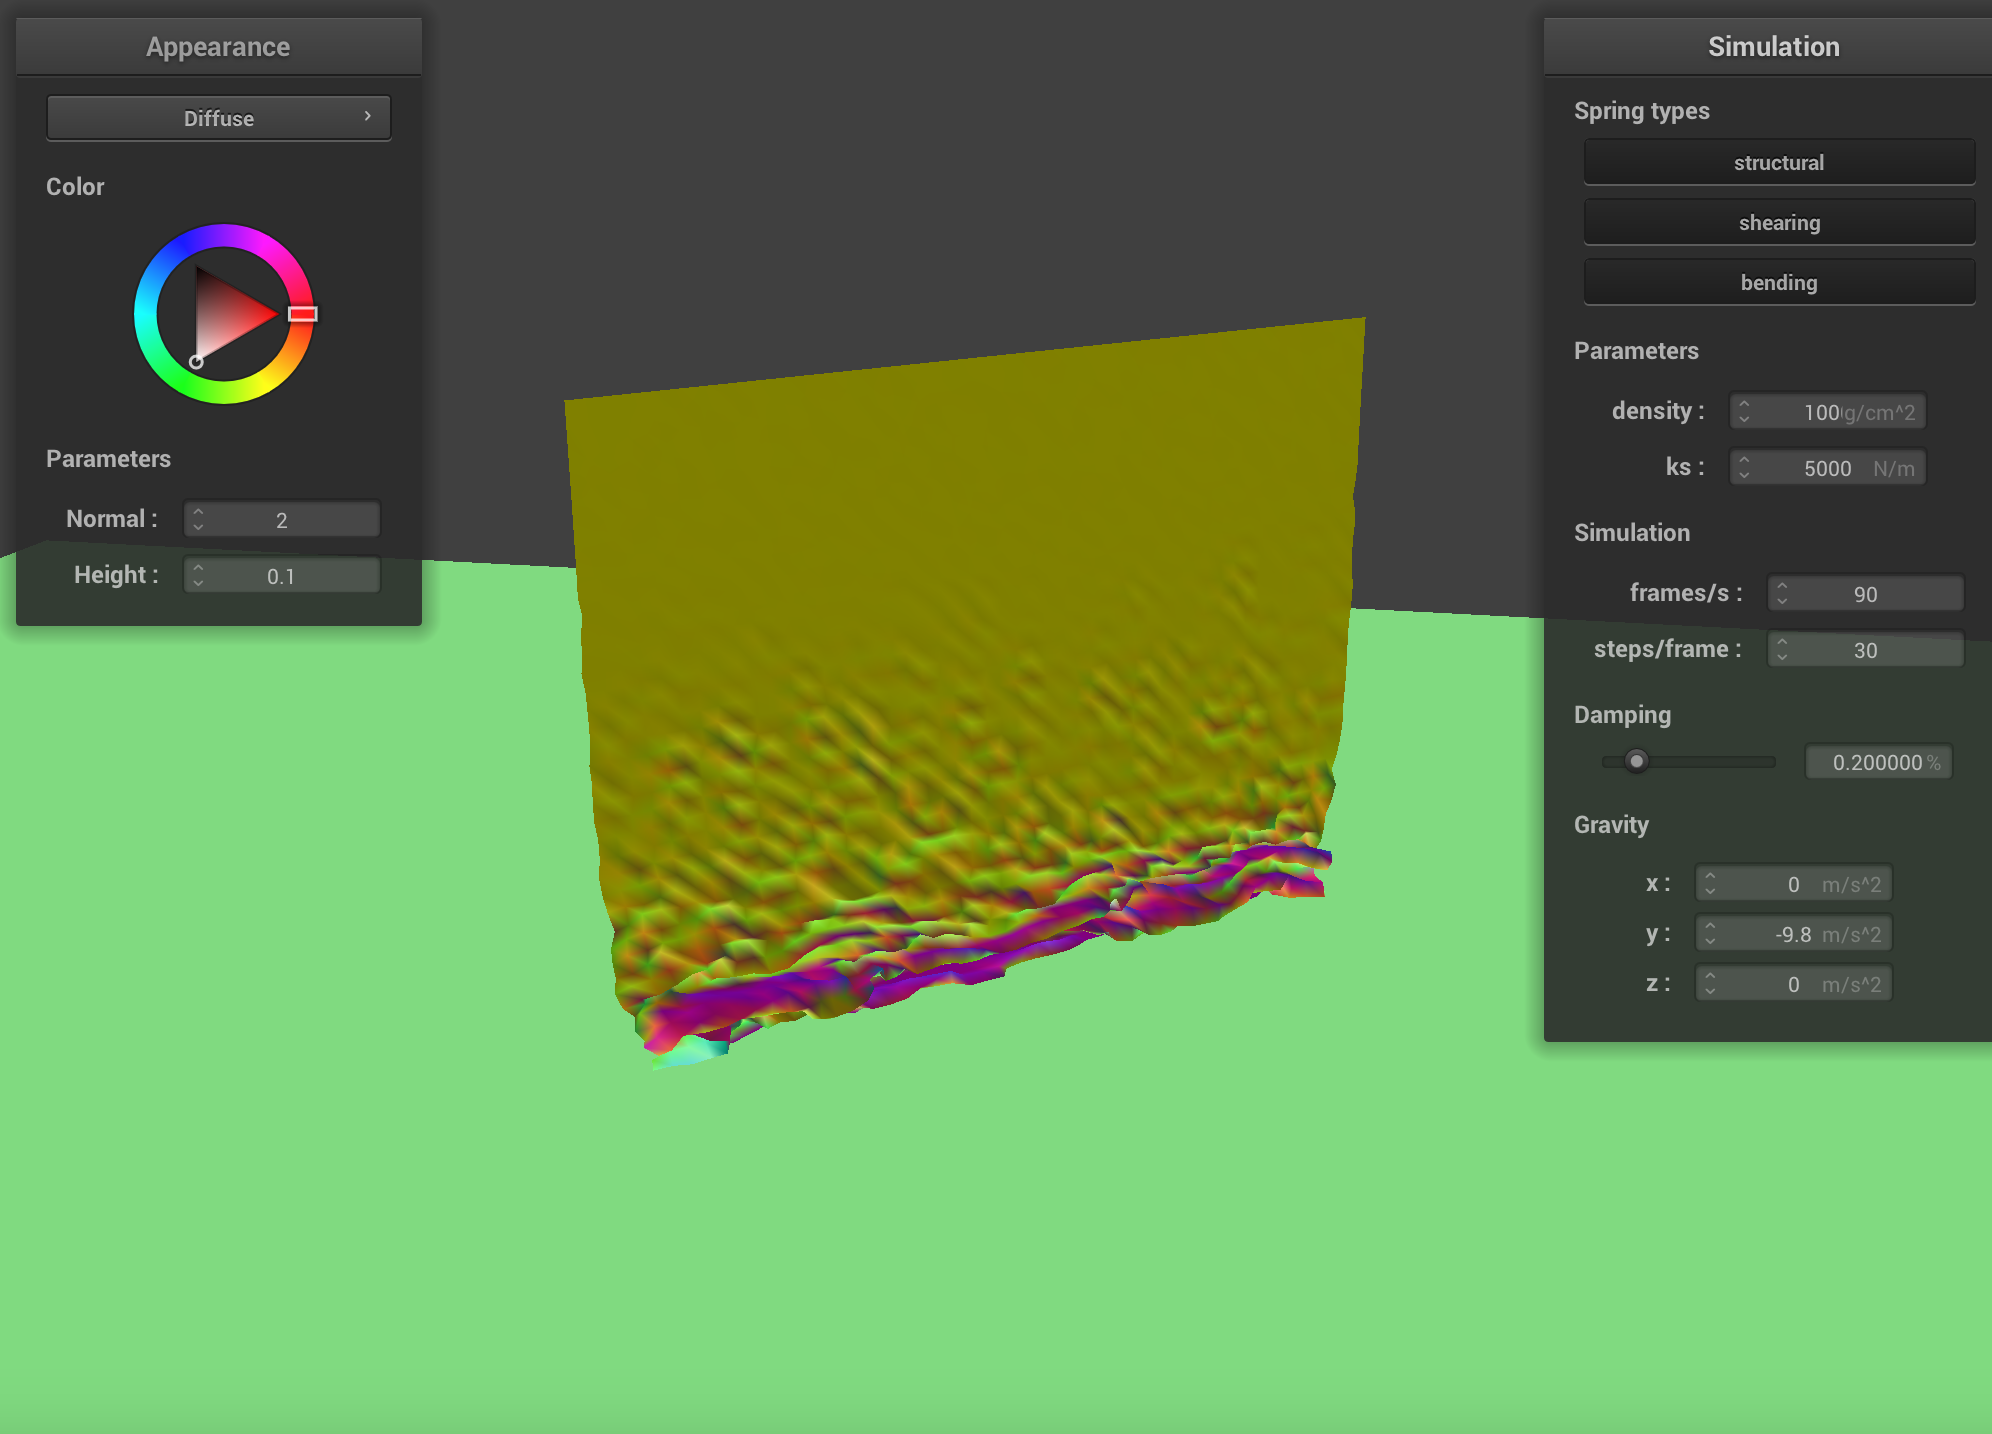 Appearance
Diffuse
Color
Parameters
Normal : 2
Height : 0.1
Simulation
Spring types
structural
shearing
bending
Parameters
density : 100 g/cm^2
ks : 5000 N/m
Simulation
frames/s : 90
steps/frame : 30
Damping
0.200000 %
Gravity
x : 0 m/s^2
y : -9.8 m/s^2
z : 0 m/s^2